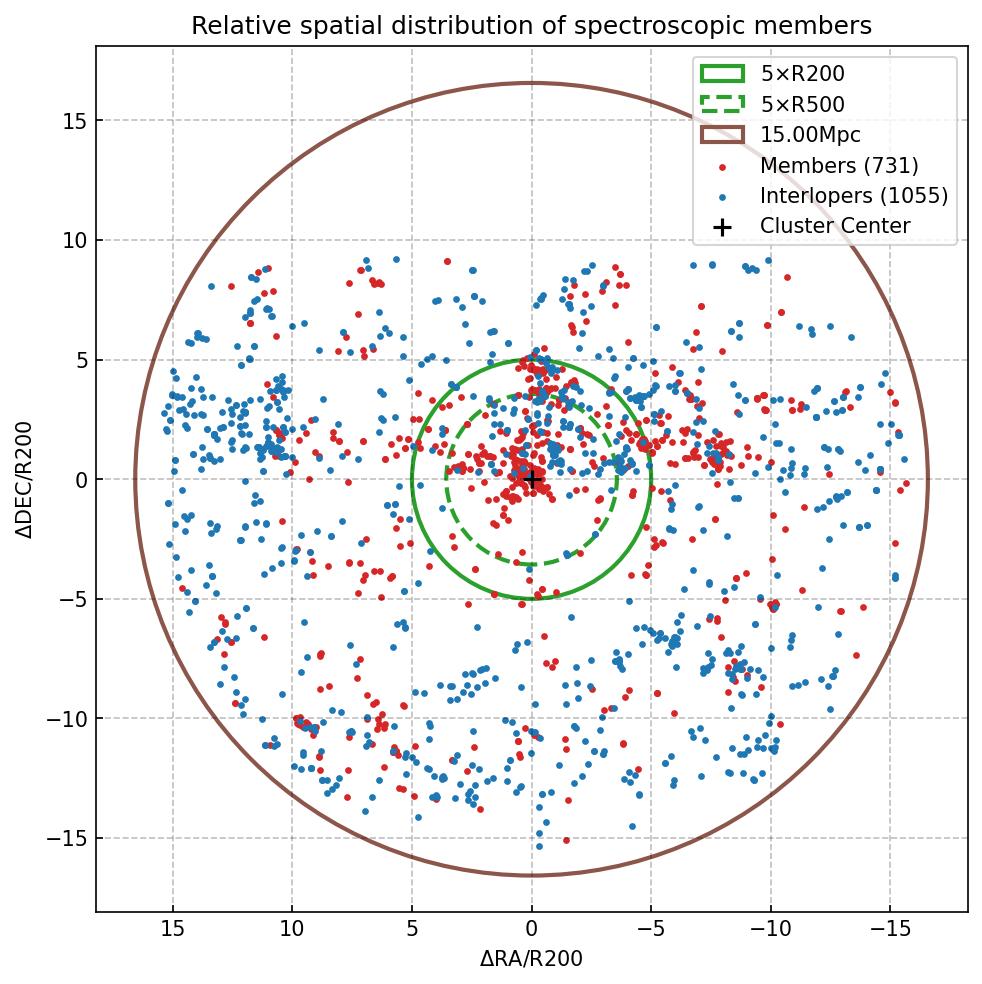 Relative spatial distribution of spectroscopic members
5×R200
5×R500
15.00Mpc
Members (731)
Interlopers (1055)
Cluster Center
ΔDEC/R200
15
10
5
0
−5
−10
−15
15 10 5 0 −5 −10 −15
ΔRA/R200